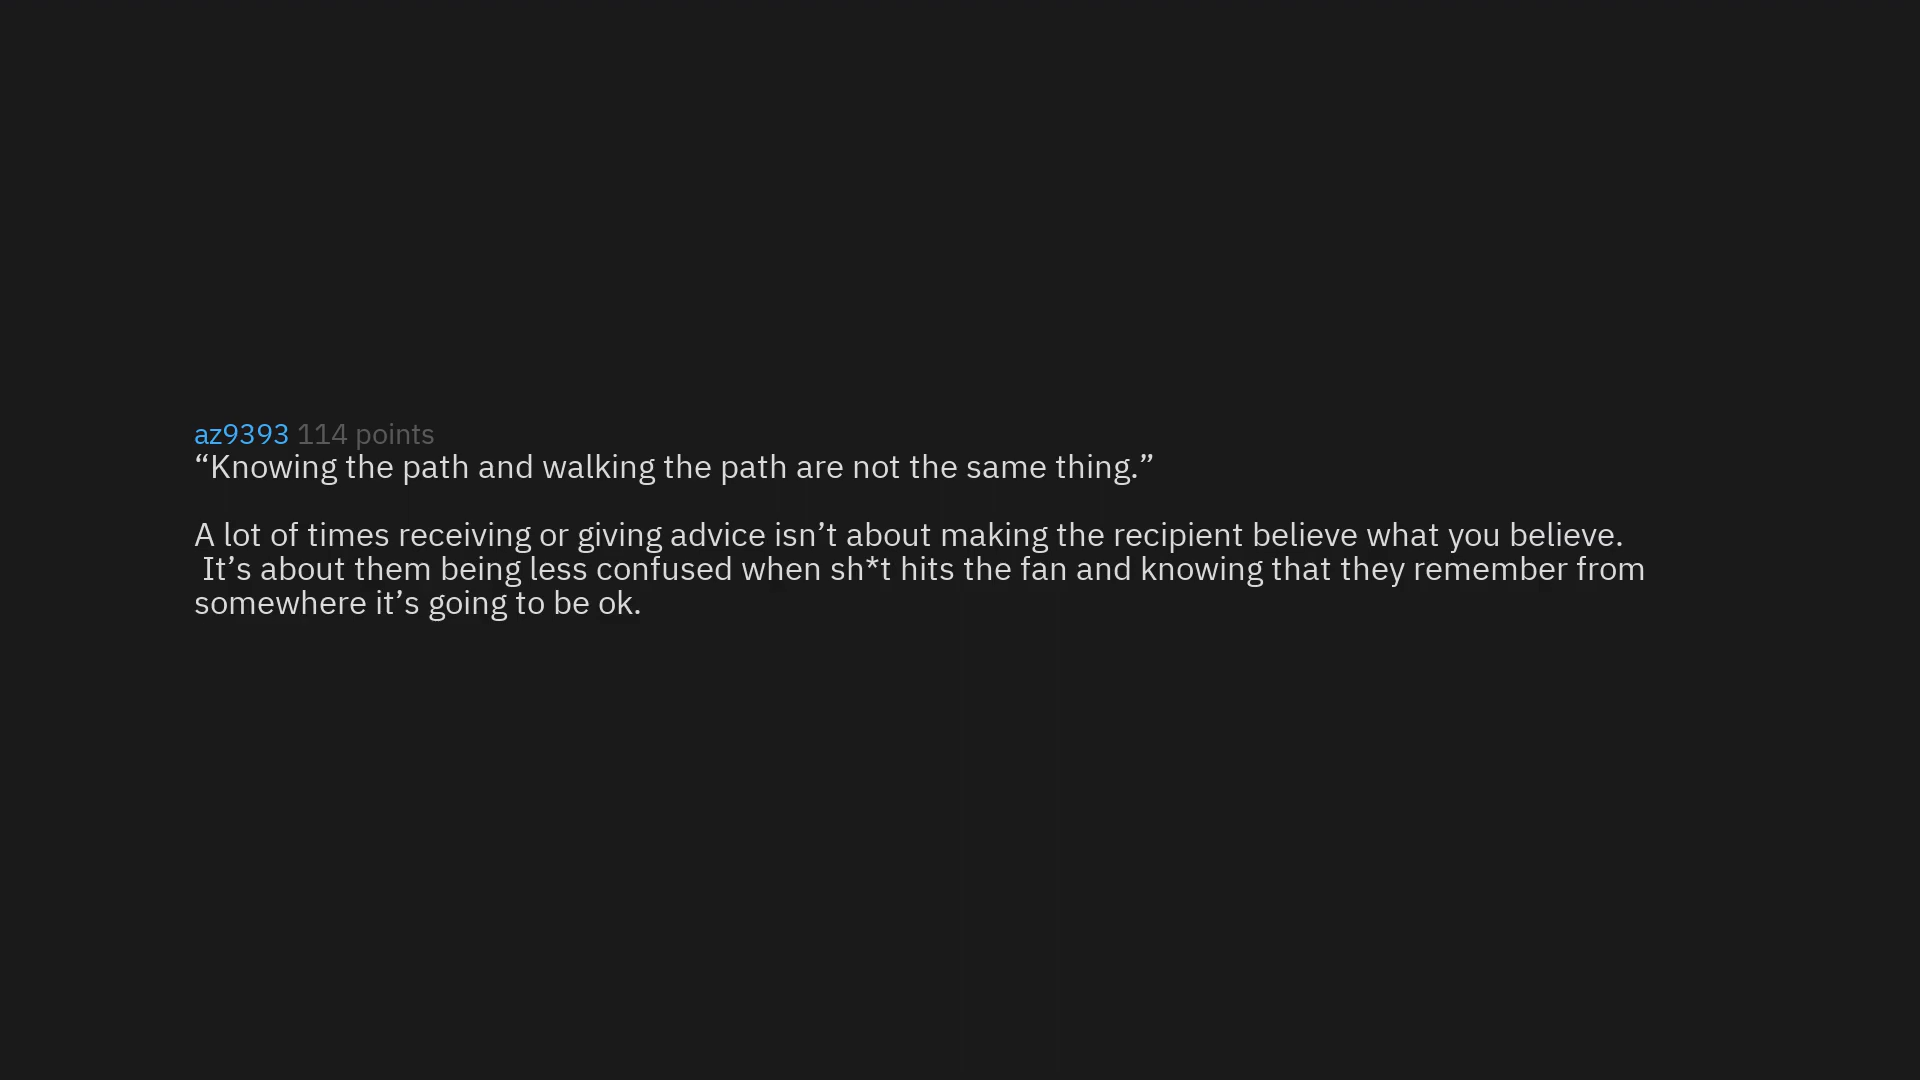 az9393 114 points
“Knowing the path and walking the path are not the same thing.”
A lot of times receiving or giving advice isn’t about making the recipient believe what you believe.
It’s about them being less confused when sh*t hits the fan and knowing that they remember from
somewhere it’s going to be ok.